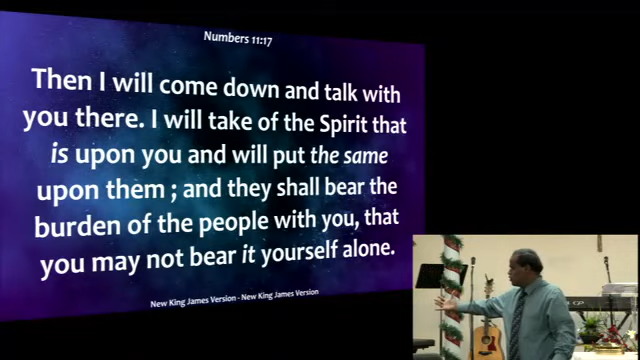 Numbers 11:17
Then I will come down and talk with
you there. I will take of the Spirit that
is upon you and will put the same
upon them ; and they shall bear the
burden of the people with you, that
you may not bear it yourself alone.
New King James Version - New King James Version